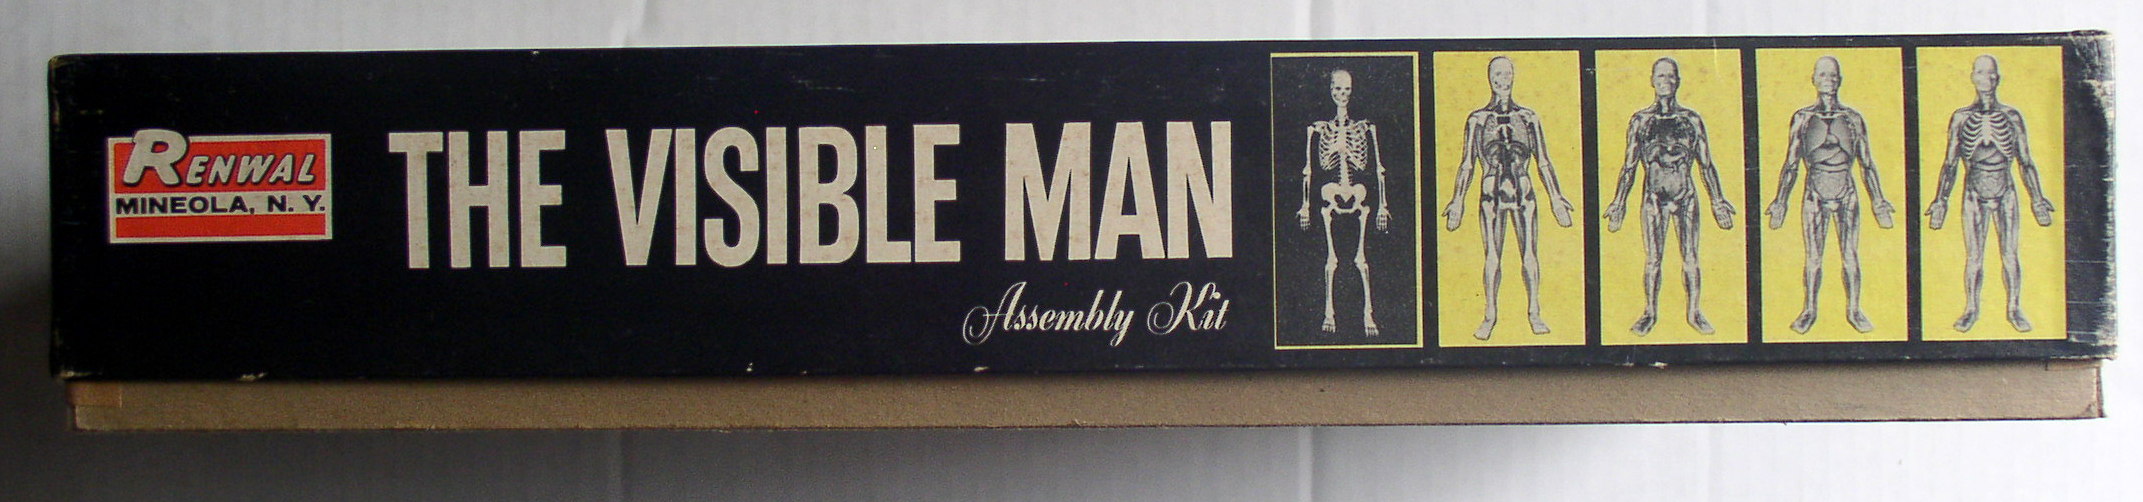 RENWAL
MINEOLA, N. Y.
THE VISIBLE MAN
Assembly Kit